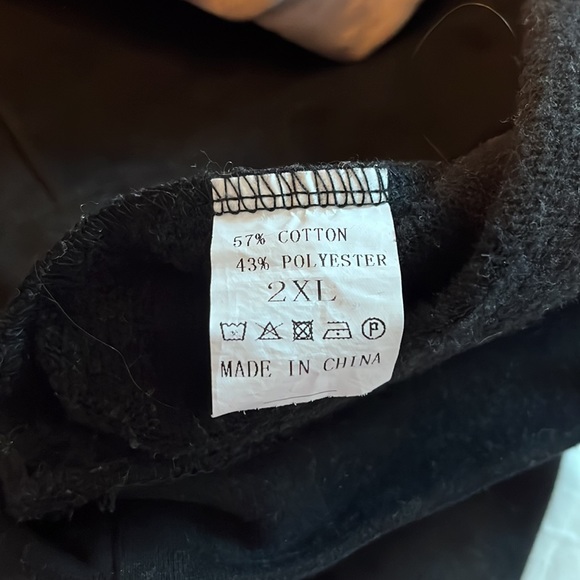 57% COTTON
43% POLYESTER
2XL
P
MADE IN CHINA